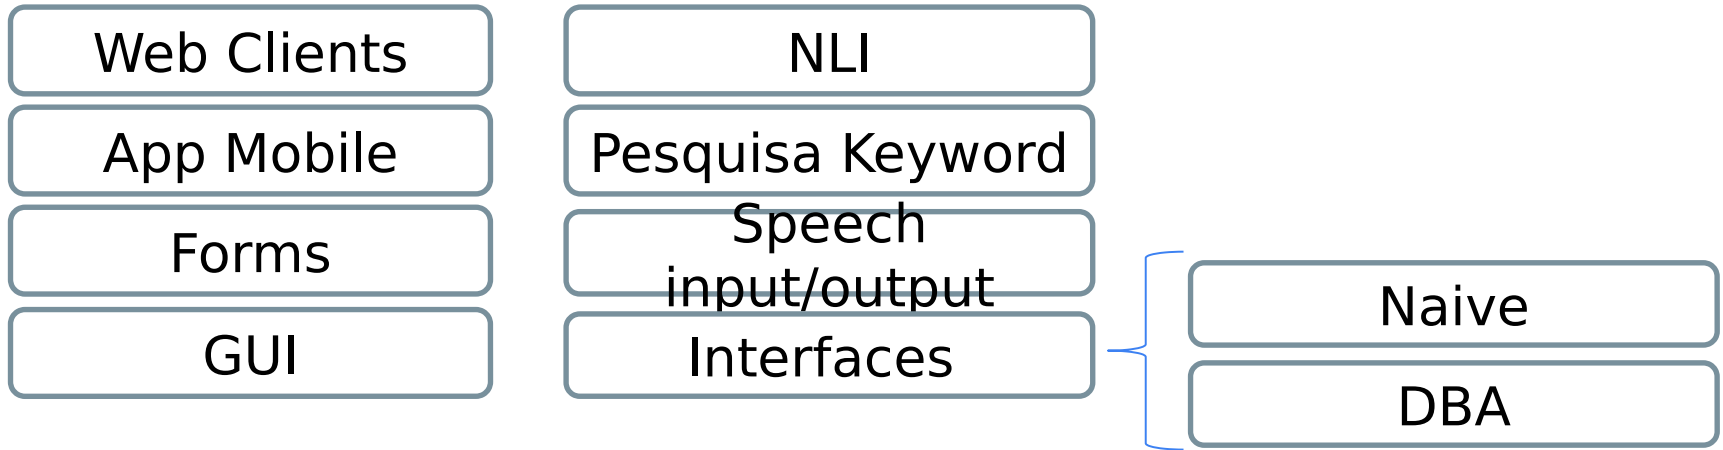 Web Clients
App Mobile
Forms
GUI
NLI
Pesquisa Keyword
Speech
input/output
Interfaces
Naive
DBA